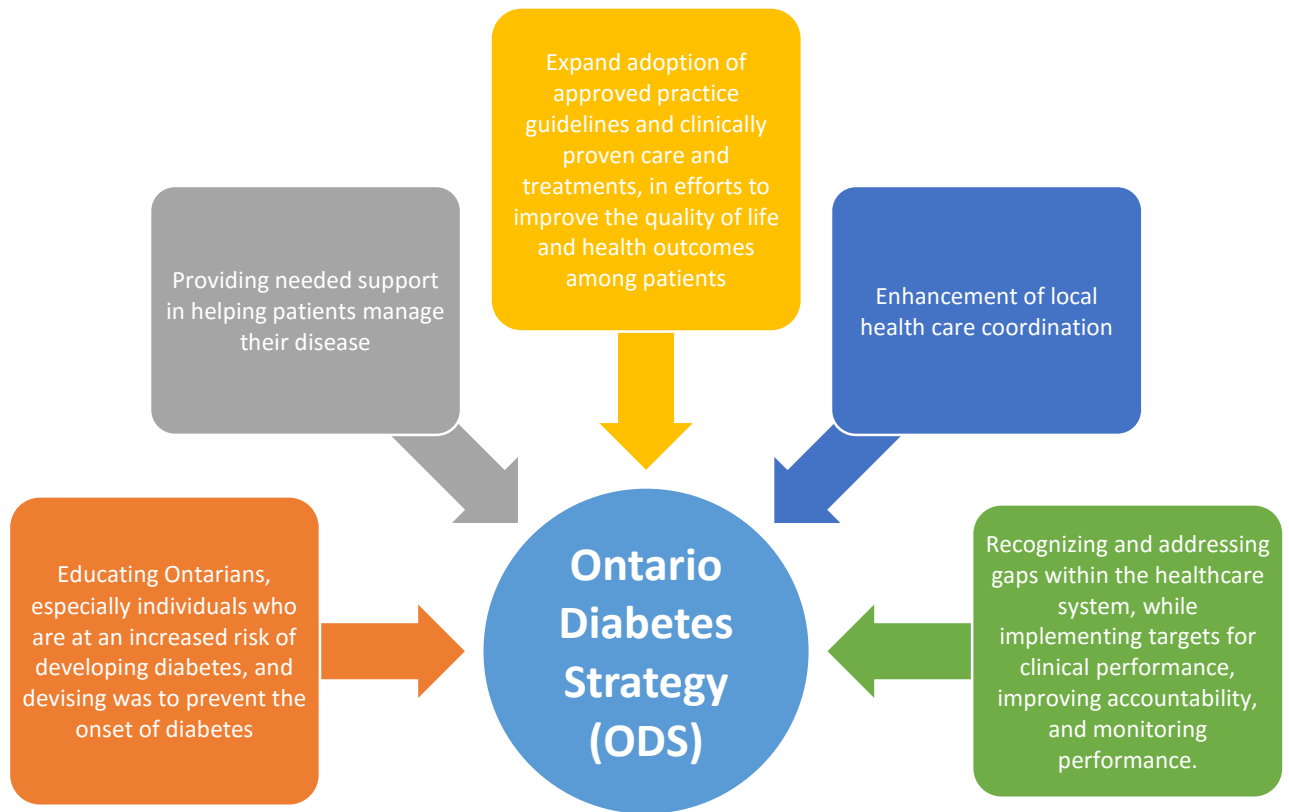 Expand adoption of
approved practice
guidelines and clinically
proven care and
treatments, in efforts to
improve the quality of life
and health outcomes
among patients
Providing needed support
in helping patients manage
their disease
Enhancement of local
health care coordination
Educating Ontarians,
especially individuals who
are at an increased risk of
developing diabetes, and
devising was to prevent the
onset of diabetes
Ontario
Diabetes
Strategy
(ODS)
Recognizing and addressing
gaps within the healthcare
system, while
implementing targets for
clinical performance,
improving accountability,
and monitoring
performance.